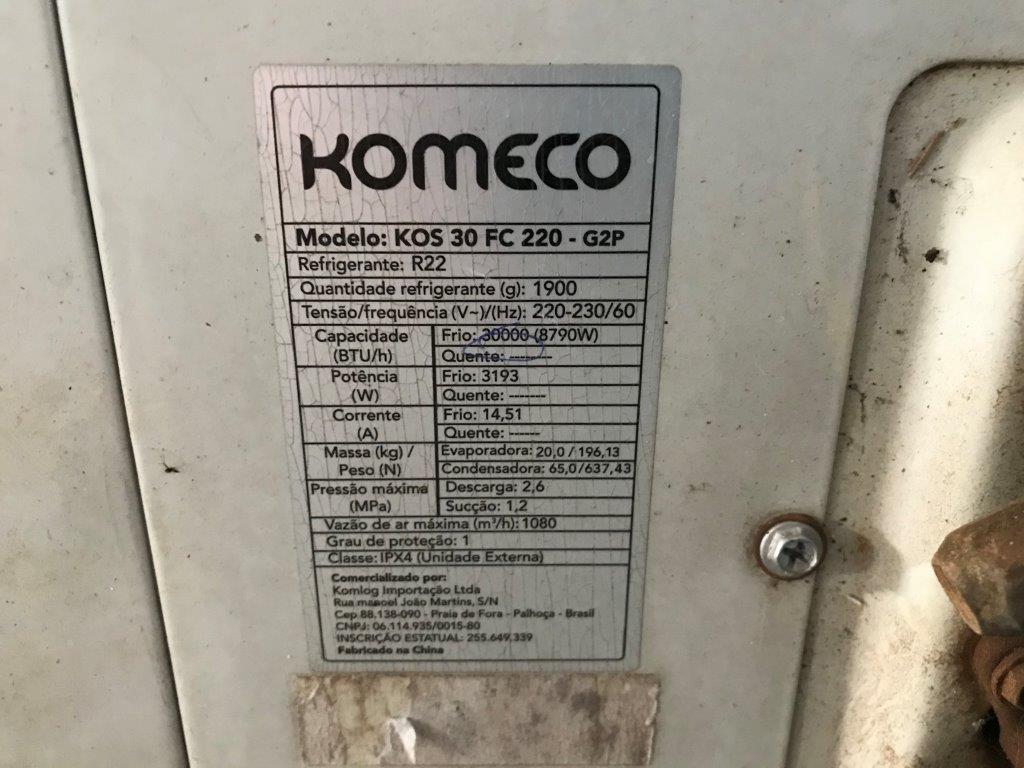 KOMECO
Modelo: KOS 30 FC 220 - G2P
Refrigerante: R22
Quantidade refrigerante (g): 1900
Tensão/frequência (V~)/(Hz): 220-230/60
Capacidade (BTU/h)
Frio: 30000 (8790W)
Quente: --------
Potência (W)
Frio: 3193
Quente: -------
Corrente (A)
Frio: 14,51
Quente: ------
Massa (kg) / Peso (N)
Evaporadora: 20,0 / 196,13
Condensadora: 65,0/637,43
Pressão máxima (MPa)
Descarga: 2,6
Sucção: 1,2
Vazão de ar máxima (m³/h): 1080
Grau de proteção: 1
Classe: IPX4 (Unidade Externa)
Comercializado por:
Komlog Importação Ltda
Rua manoel João Martins, S/N
Cep 88.138-090 - Praia de Fora - Palhoça - Brasil
CNPJ: 06.114.935/0015-80
INSCRIÇÃO ESTATUAL: 255.649.339
Fabricado na China